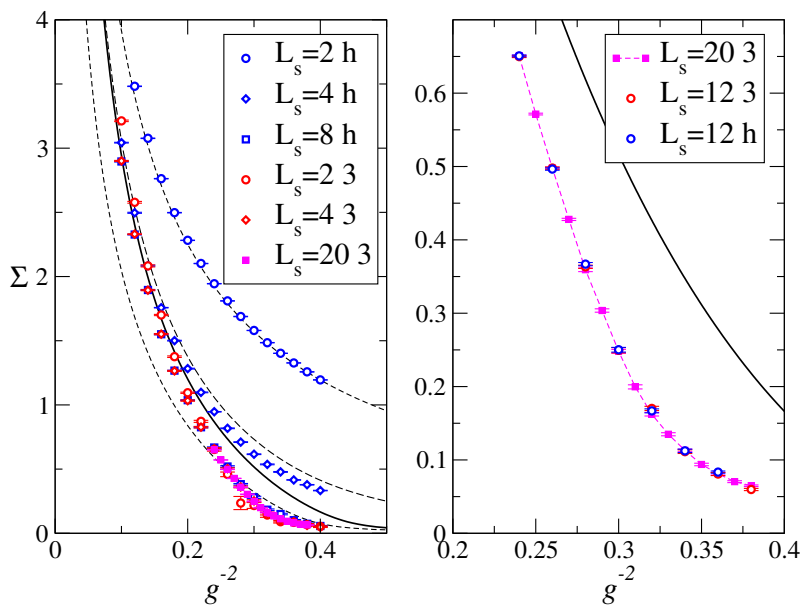 4
3
2
1
0
Σ
0
0.2
0.4
g^-2
L_s=2 h
L_s=4 h
L_s=8 h
L_s=2 3
L_s=4 3
L_s=20 3
0.6
0.5
0.4
0.3
0.2
0.1
0
0.2
0.25
0.3
0.35
0.4
g^-2
L_s=20 3
L_s=12 3
L_s=12 h